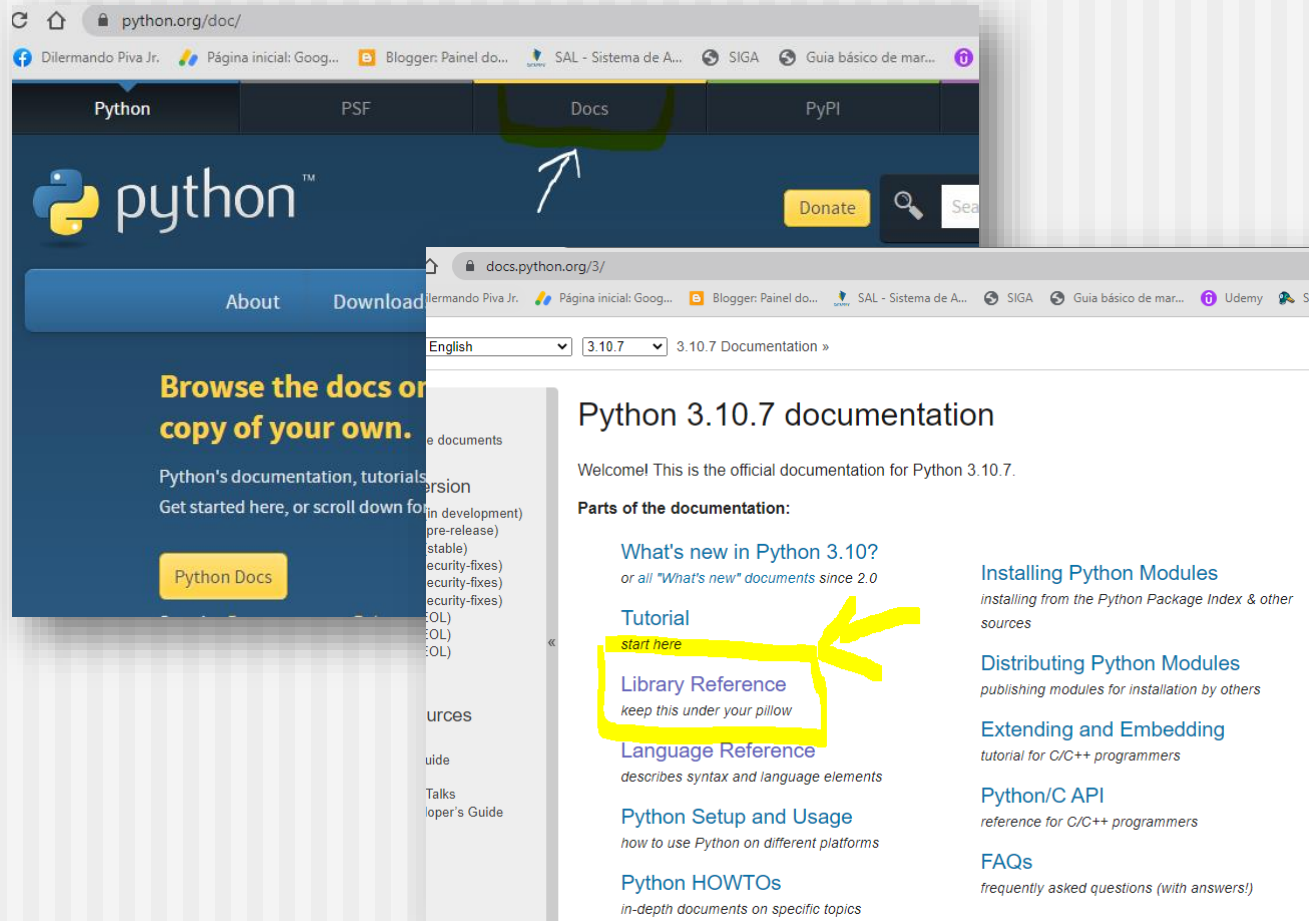 python.org/doc/
Dilermando Piva Jr. Página inicial: Goog... Blogger: Painel do... SAL - Sistema de A... SIGA Guia básico de mar...
Python PSF Docs PyPI
python™
Donate
Sea
About Download
Browse the docs or
copy of your own.
Python's documentation, tutorials
Get started here, or scroll down fo
Python Docs
docs.python.org/3/
ilermando Piva Jr. Página inicial: Goog... Blogger: Painel do... SAL - Sistema de A... SIGA Guia básico de mar... Udemy S
English 3.10.7 3.10.7 Documentation »
e documents
ersion
(in development)
pre-release)
(stable)
ecurity-fixes)
ecurity-fixes)
ecurity-fixes)
EOL)
EOL)
EOL)
«
urces
uide
Talks
loper's Guide
Python 3.10.7 documentation
Welcome! This is the official documentation for Python 3.10.7.
Parts of the documentation:
What's new in Python 3.10?
or all "What's new" documents since 2.0
Tutorial
start here
Library Reference
keep this under your pillow
Language Reference
describes syntax and language elements
Python Setup and Usage
how to use Python on different platforms
Python HOWTOs
in-depth documents on specific topics
Installing Python Modules
installing from the Python Package Index & other
sources
Distributing Python Modules
publishing modules for installation by others
Extending and Embedding
tutorial for C/C++ programmers
Python/C API
reference for C/C++ programmers
FAQs
frequently asked questions (with answers!)